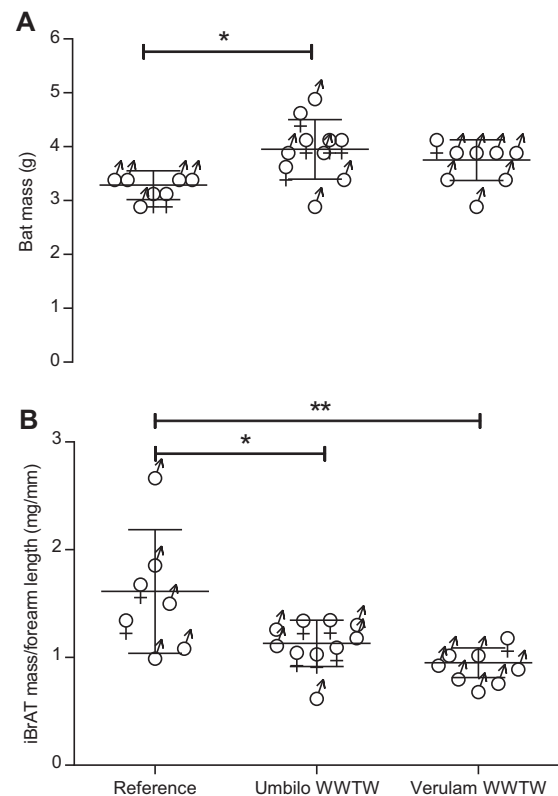 A
*
6
5
4
3
2
1
0
Bat mass (g)
B
**
*
3
2
1
0
iBrAT mass/forearm length (mg/mm)
Reference Umbilo WWTW Verulam WWTW